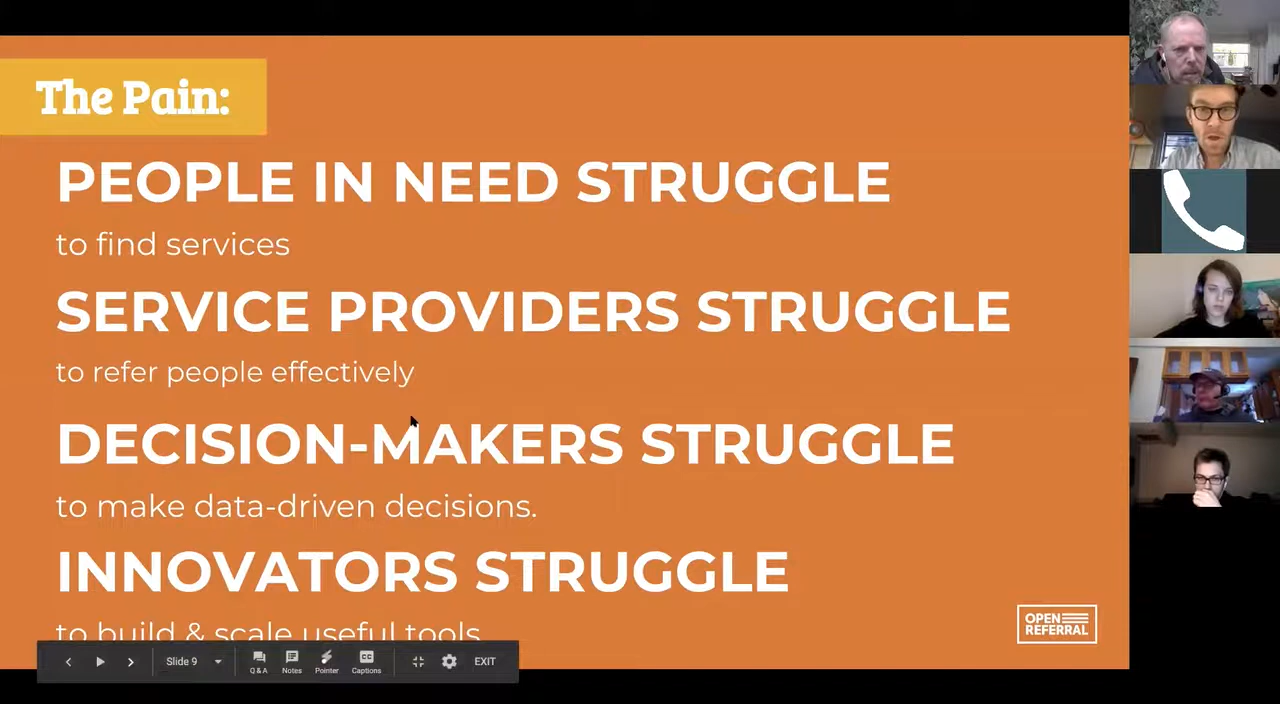 The Pain:
PEOPLE IN NEED STRUGGLE
to find services
SERVICE PROVIDERS STRUGGLE
to refer people effectively
DECISION-MAKERS STRUGGLE
to make data-driven decisions.
INNOVATORS STRUGGLE
to build & scale useful tools
OPEN
REFERRAL
Slide 9
Q & A
Notes
Pointer
CC
Captions
EXIT